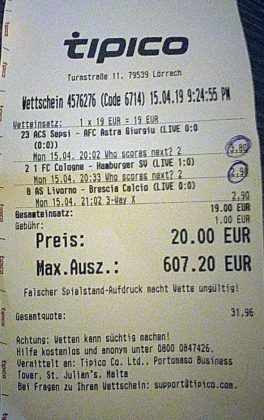 tipico
Turmstraße 11, 79539 Lörrach
Wettschein 4576276 (Code 6714) 15.04.19 9:24:55 PM
Wetteinsatz: 1 x 19 EUR = 19 EUR
23 ACS Sepsi - AFC Astra Giurgiu (LIVE 0:0
(0:0))
Mon 15.04. 20:02 Who scores next? 2 3,80
2 1 FC Cologne - Hamburger SV (LIVE 1:0)
Mon 15.04. 20:33 Who scores next? 2 2,90
8 AS Livorno - Brescia Calcio (LIVE 0:0)
Mon 15.04. 21:02 3-Way X 2,90
Gesamteinsatz: 19.00 EUR
Gebühr: 1.00 EUR
Preis: 20.00 EUR
Max.Ausz.: 607.20 EUR
Falscher Spielstand-Aufdruck macht Wette ungültig!
Gesamtquote: 31,96
Achtung: Wetten kann süchtig machen!
Hilfe kostenlos und anonym unter 0800 0847426.
Vermittelt an: Tipico Co. Ltd., Portomaso Business
Tower, St. Julian's, Malta
Bei Fragen zu Ihren Wettschein: support@tipico.com.